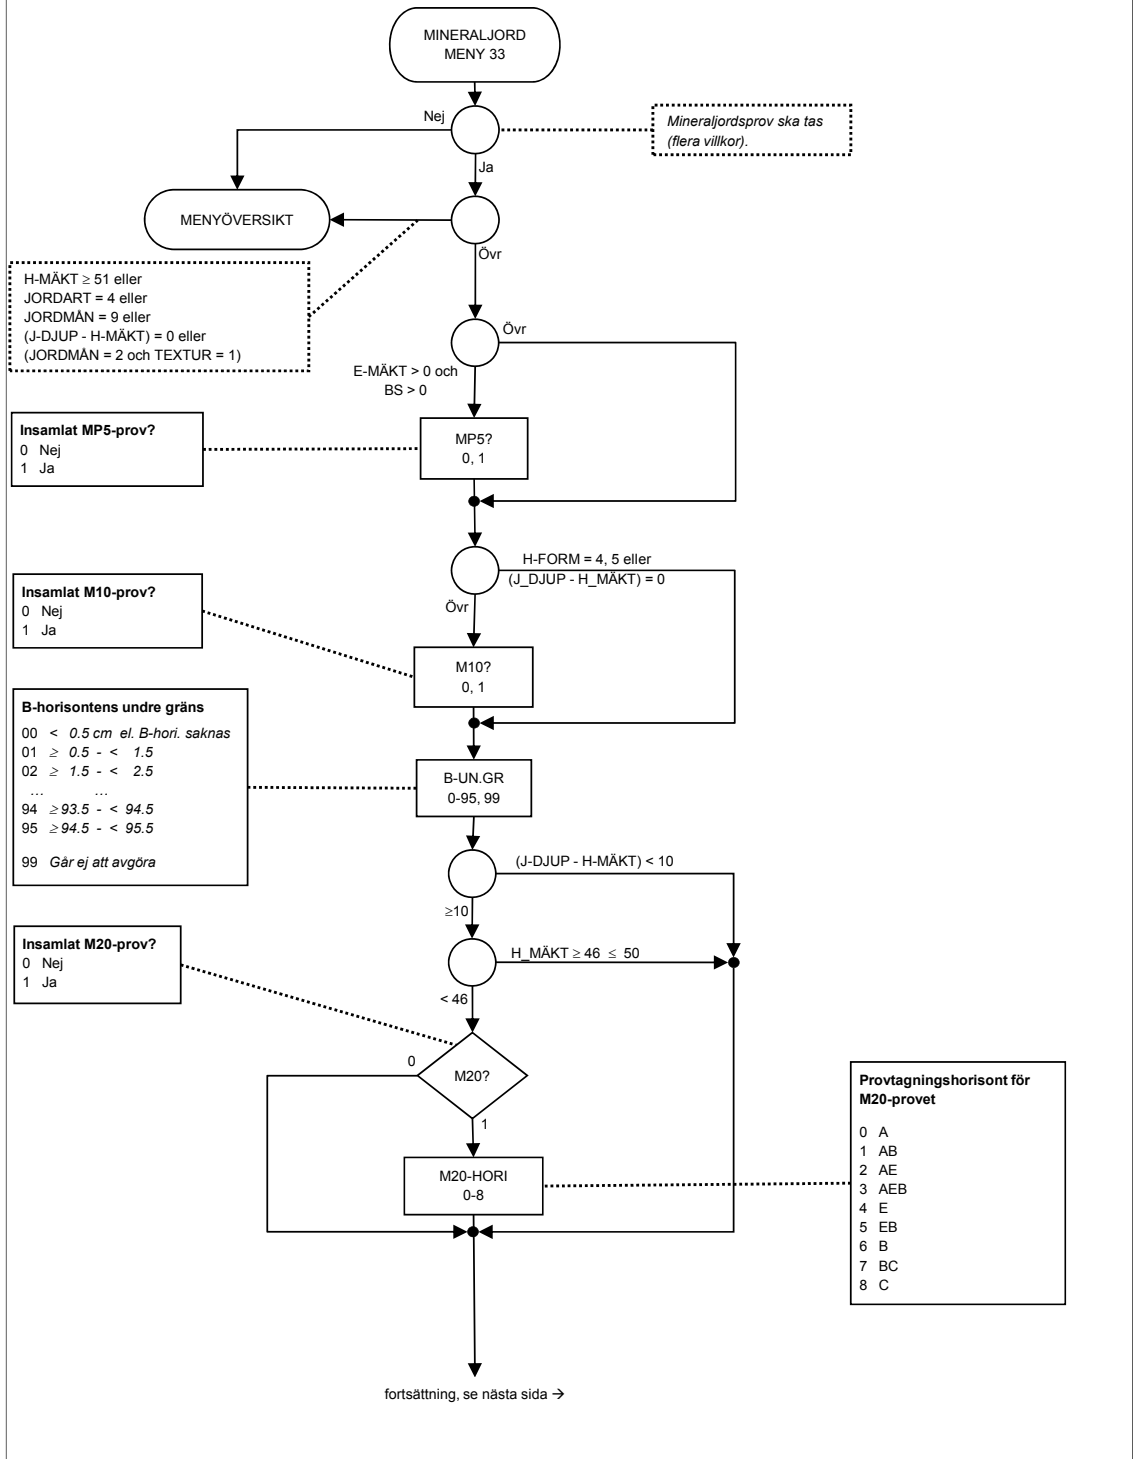 MINERALJORD
MENY 33
Nej
Mineraljordsprov ska tas
(flera villkor).
Ja
MENYÖVERSIKT
Övr
H-MÄKT ≥ 51 eller
JORDART = 4 eller
JORDMÅN = 9 eller
(J-DJUP - H-MÄKT) = 0 eller
(JORDMÅN = 2 och TEXTUR = 1)
Övr
E-MÄKT > 0 och
BS > 0
Insamlat MP5-prov?
0 Nej
1 Ja
MP5?
0, 1
H-FORM = 4, 5 eller
(J_DJUP - H_MÄKT) = 0
Övr
Insamlat M10-prov?
0 Nej
1 Ja
M10?
0, 1
B-horisontens undre gräns
00 < 0.5 cm el. B-hori. saknas
01 ≥ 0.5 - < 1.5
02 ≥ 1.5 - < 2.5
... ...
94 ≥ 93.5 - < 94.5
95 ≥ 94.5 - < 95.5
99 Går ej att avgöra
B-UN.GR
0-95, 99
(J-DJUP - H-MÄKT) < 10
≥10
H_MÄKT ≥ 46 ≤ 50
< 46
Insamlat M20-prov?
0 Nej
1 Ja
0
M20?
1
M20-HORI
0-8
Provtagningshorisont för
M20-provet
0 A
1 AB
2 AE
3 AEB
4 E
5 EB
6 B
7 BC
8 C
fortsättning, se nästa sida →